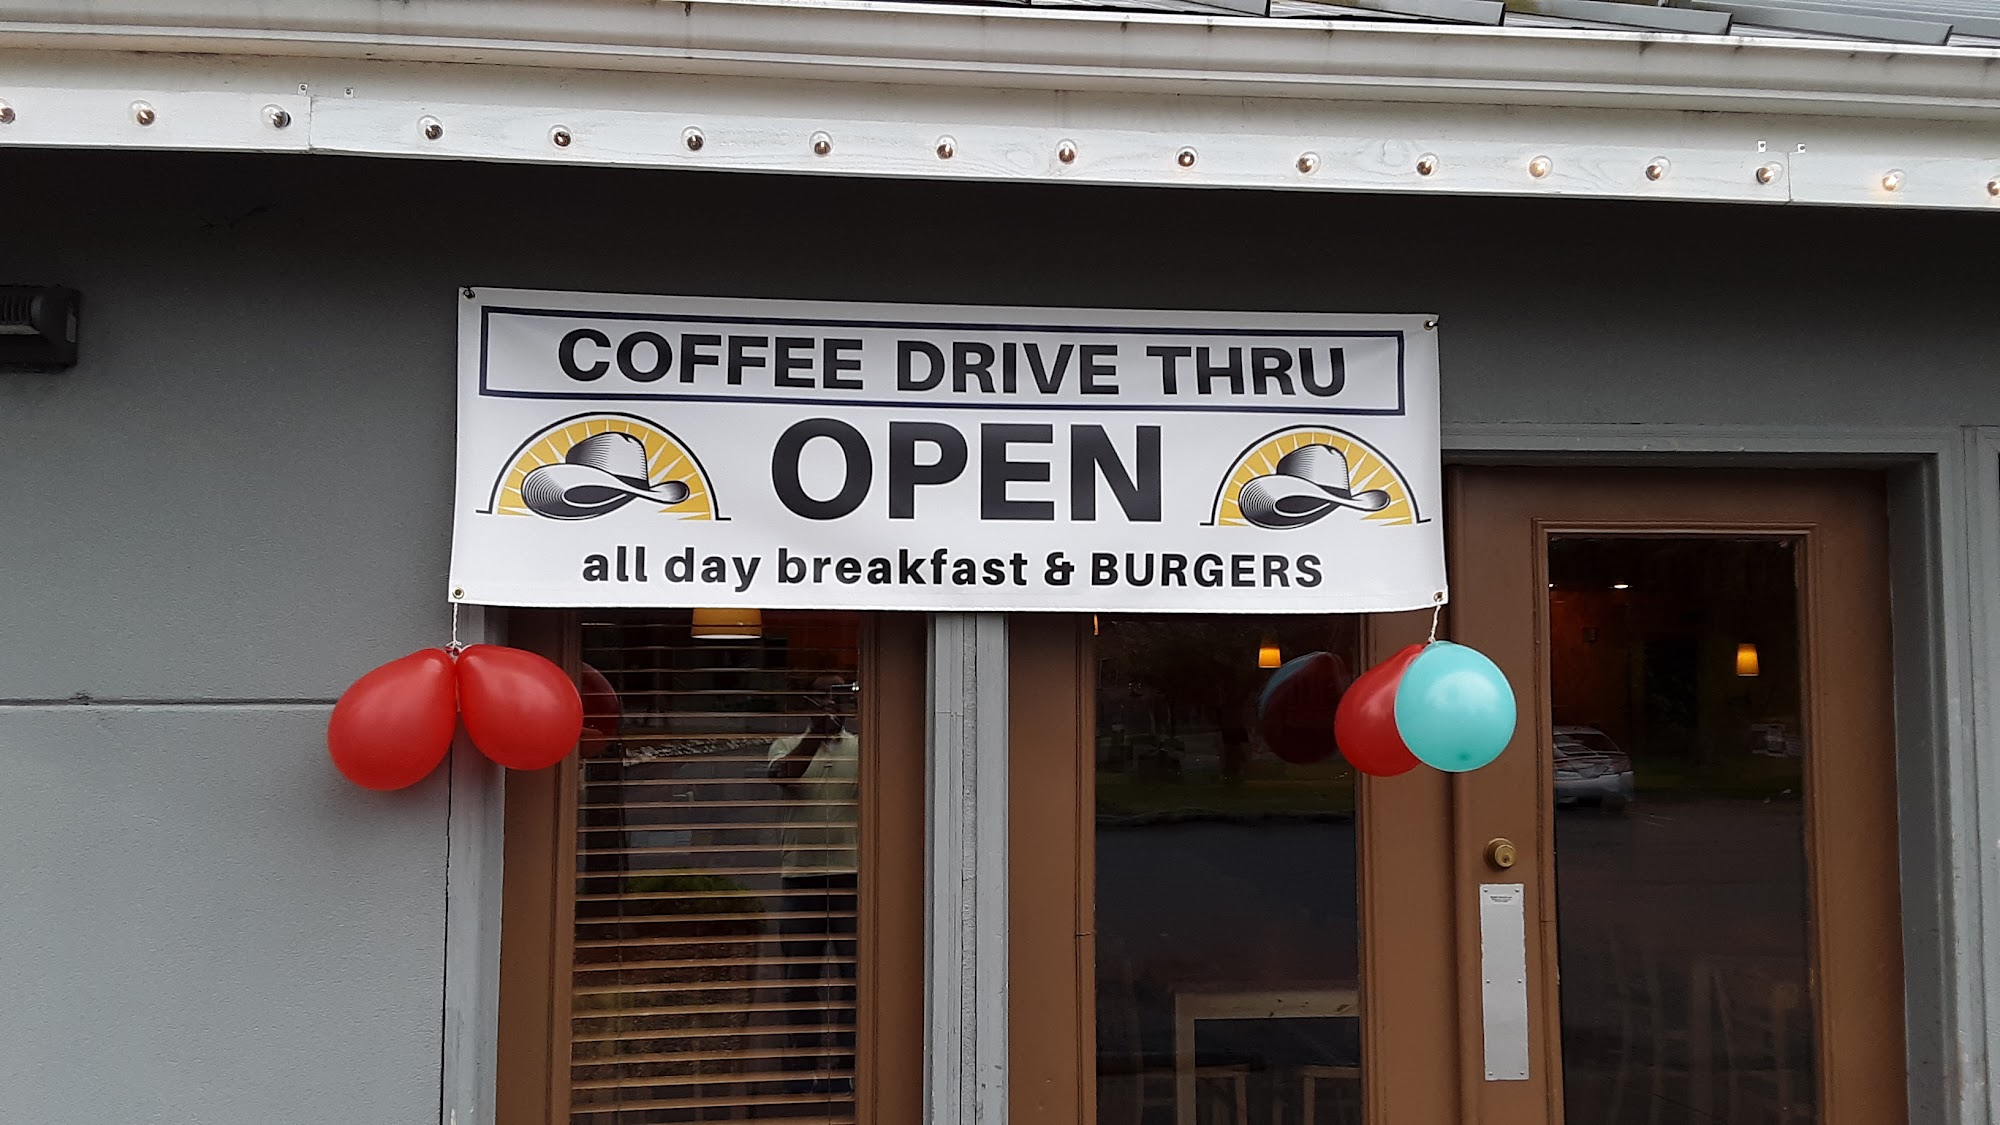 COFFEE DRIVE THRU
OPEN
all day breakfast & BURGERS